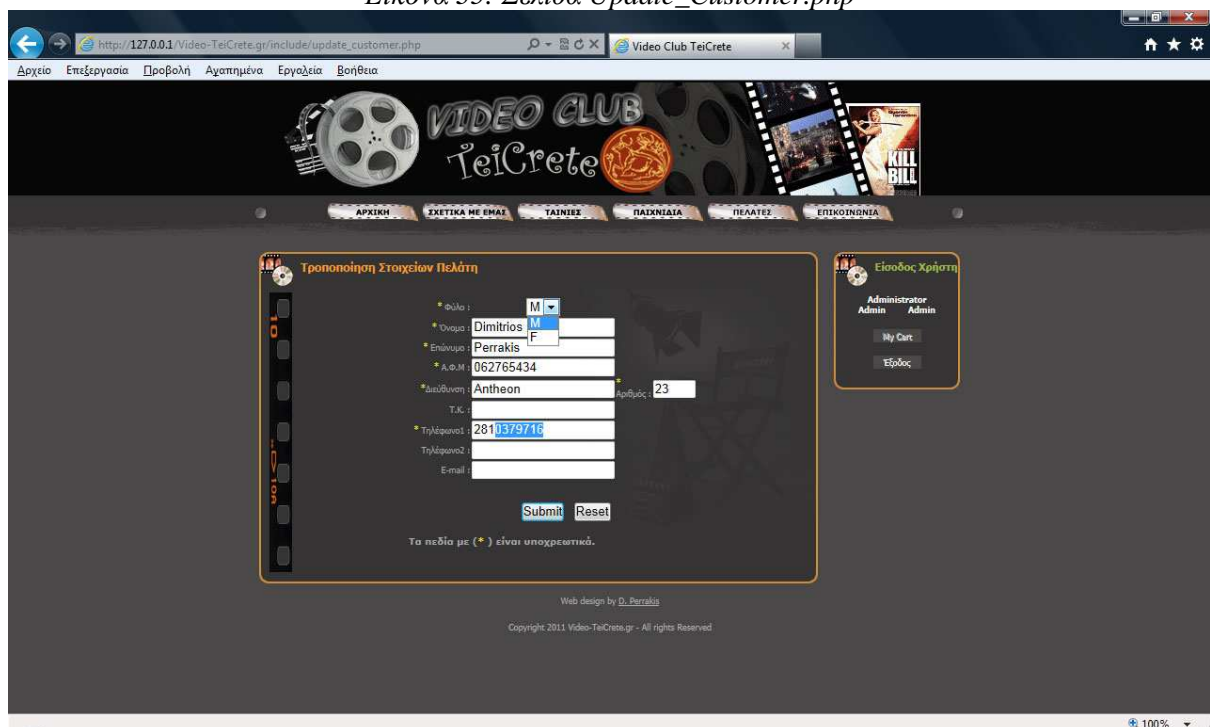 Εικόνα 35: Σελίδα Update_Customer.php
http://127.0.0.1/Video-TeiCrete.gr/include/update_customer.php
Video Club TeiCrete
Αρχείο Επεξεργασία Προβολή Αγαπημένα Εργαλεία Βοήθεια
VIDEO CLUB
TeiCrete
KILL
BILL
ΑΡΧΙΚΗ ΣΧΕΤΙΚΑ ΜΕ ΕΜΑΣ ΤΑΙΝΙΕΣ ΠΑΙΧΝΙΔΙΑ ΠΕΛΑΤΕΣ ΕΠΙΚΟΙΝΩΝΙΑ
Τροποποίηση Στοιχείων Πελάτη
* Φύλο : M
M
F
* Όνομα : Dimitrios
* Επώνυμο : Perrakis
* Α.Φ.Μ : 062765434
*Διεύθυνση : Antheon * Αριθμός : 23
Τ.Κ. :
* Τηλέφωνο1 : 2810379716
Τηλέφωνο2 :
E-mail :
Submit Reset
Τα πεδία με (* ) είναι υποχρεωτικά.
Είσοδος Χρήστη
Administrator
Admin Admin
My Cart
Έξοδος
Web design by D. Perrakis
Copyright 2011 Video-TeiCrete.gr - All rights Reserved
100%